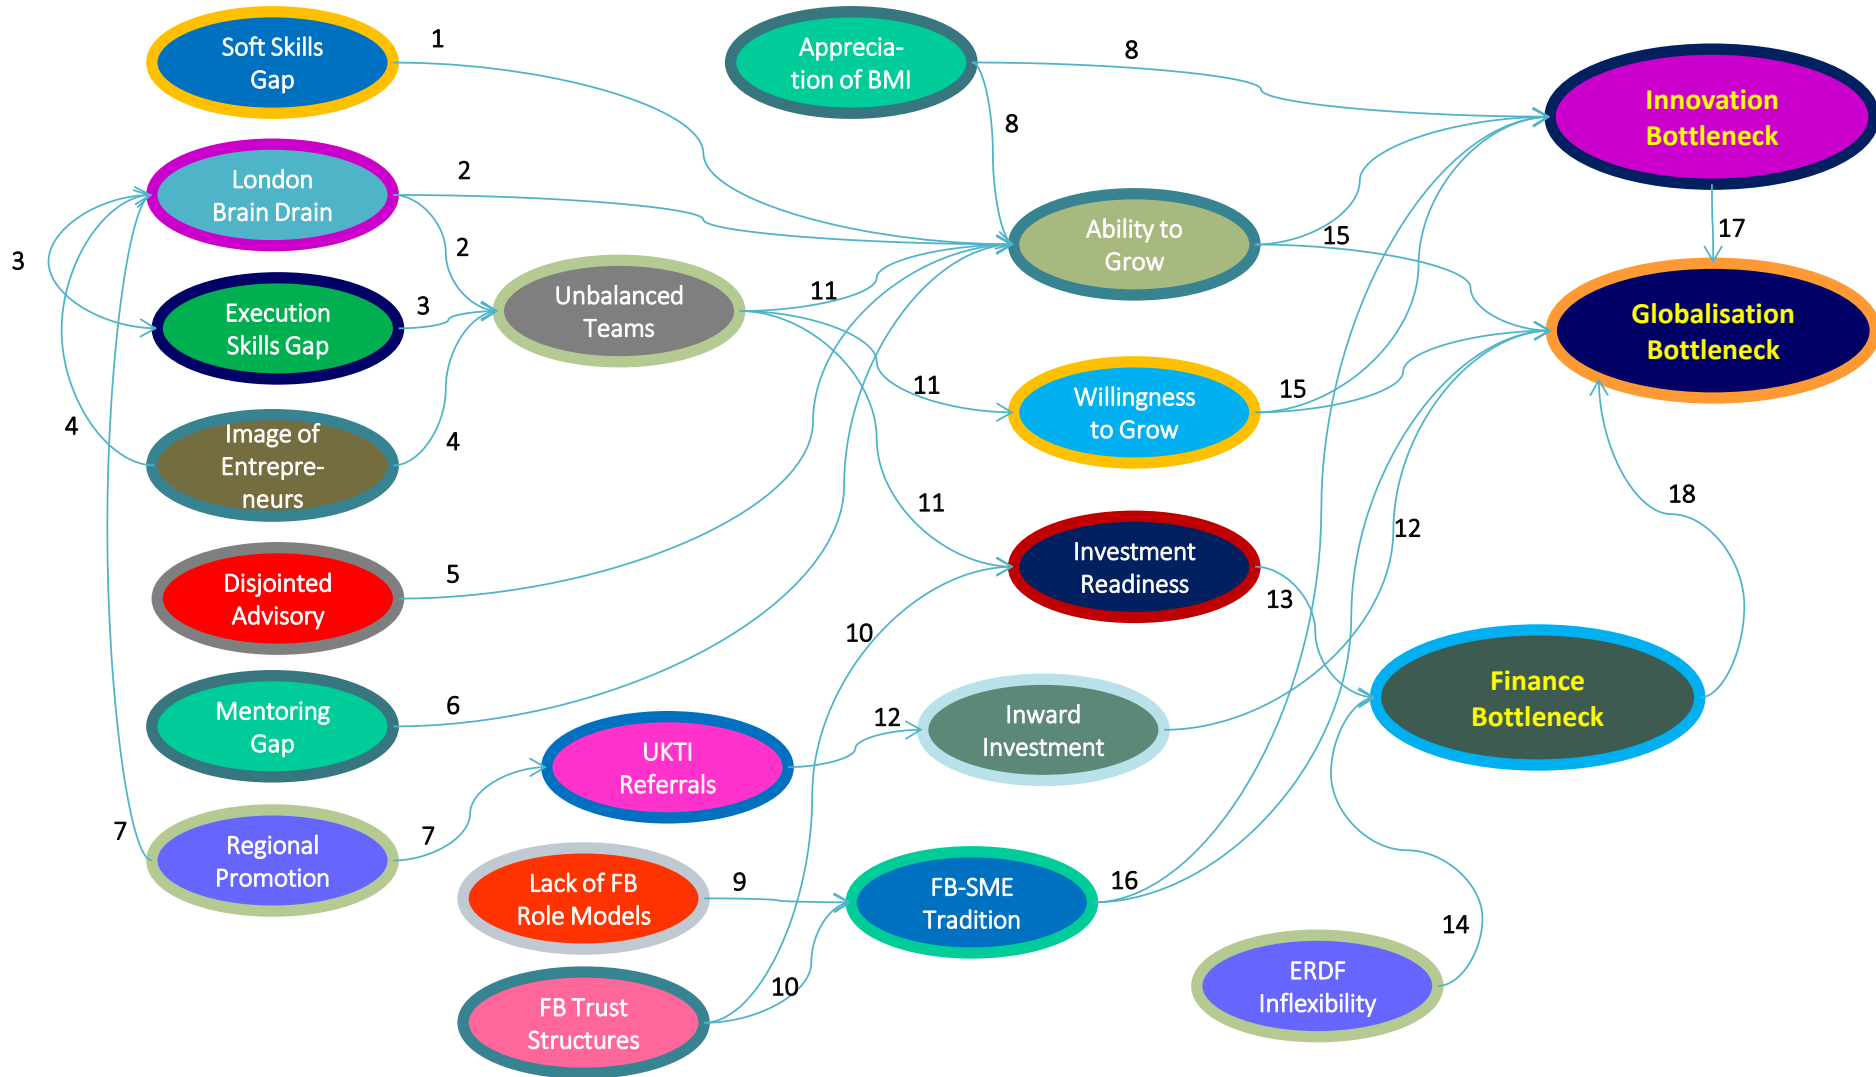 Soft Skills
Gap
1
Apprecia-
tion of BMI
8
8
Innovation
Bottleneck
London
Brain Drain
2
2
3
Execution
Skills Gap
3
Unbalanced
Teams
11
11
11
Ability to
Grow
15
17
Globalisation
Bottleneck
Image of
Entrepre-
neurs
4
4
Willingness
to Grow
15
Disjointed
Advisory
5
Investment
Readiness
13
12
18
Mentoring
Gap
6
10
UKTI
Referrals
12
Inward
Investment
Finance
Bottleneck
Regional
Promotion
7
7
Lack of FB
Role Models
9
FB-SME
Tradition
16
FB Trust
Structures
10
ERDF
Inflexibility
14